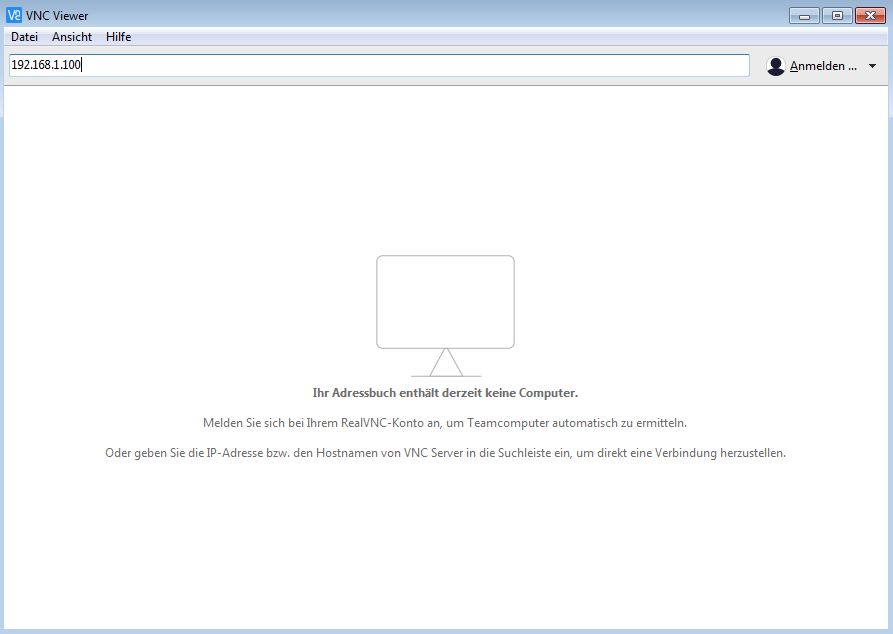 VNC Viewer
Datei Ansicht Hilfe
192.168.1.100
Anmelden ...
Ihr Adressbuch enthält derzeit keine Computer.
Melden Sie sich bei Ihrem RealVNC-Konto an, um Teamcomputer automatisch zu ermitteln.
Oder geben Sie die IP-Adresse bzw. den Hostnamen von VNC Server in die Suchleiste ein, um direkt eine Verbindung herzustellen.